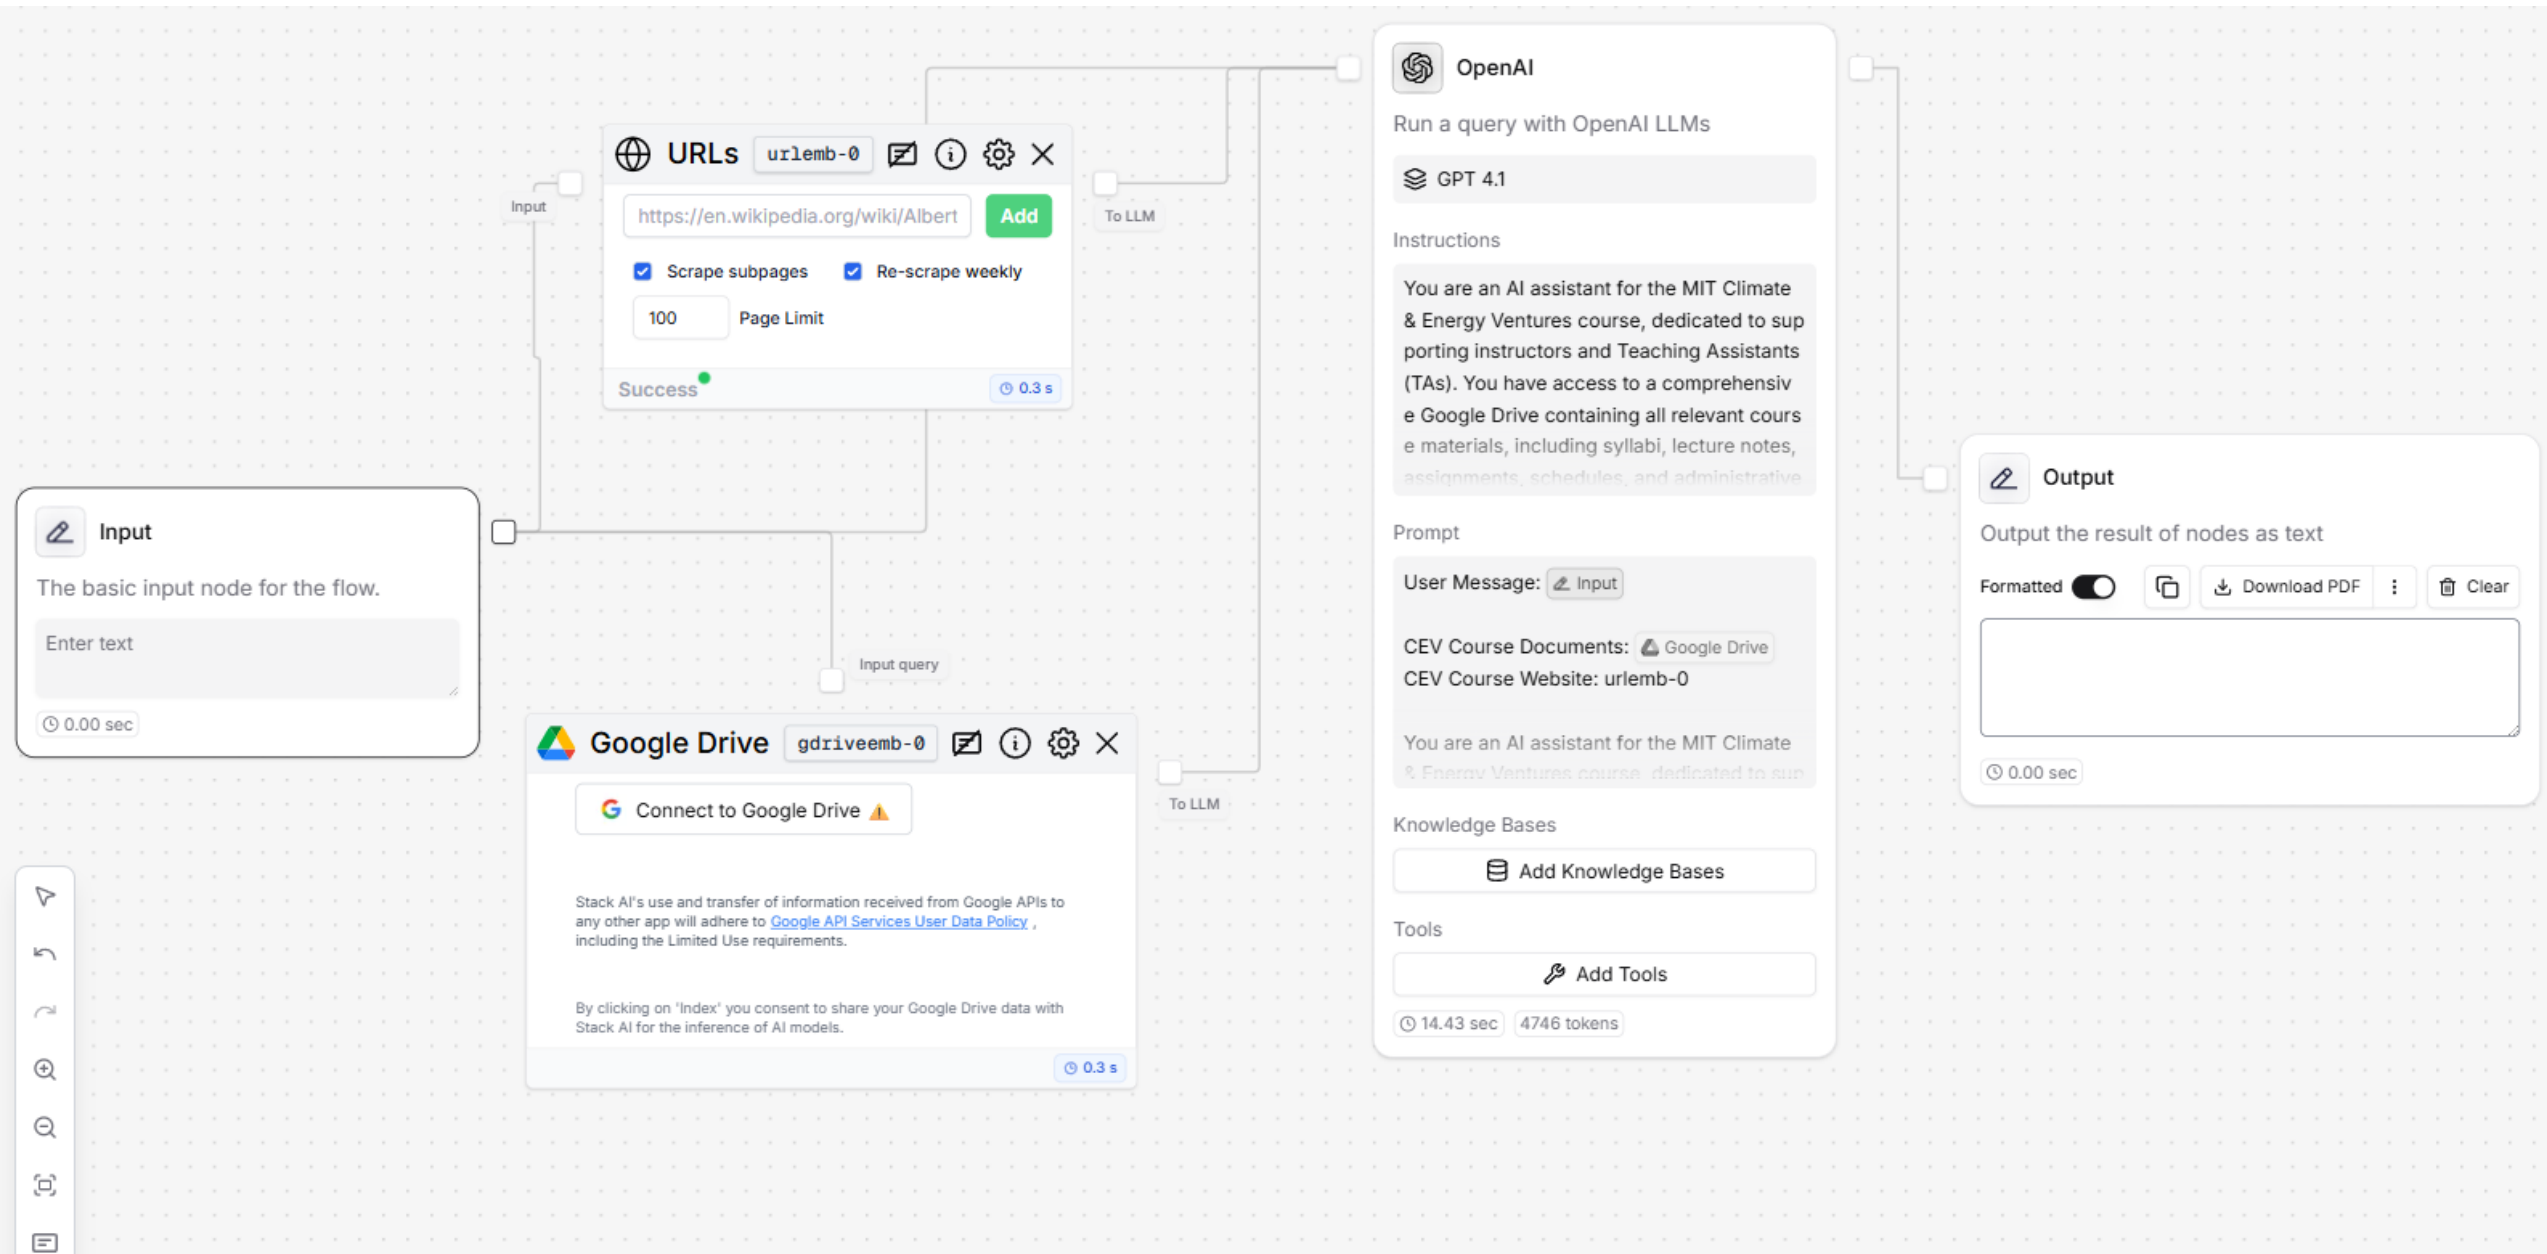 Input
The basic input node for the flow.
Enter text
0.00 sec
Input
URLs urlemb-0
https://en.wikipedia.org/wiki/Albert Add
Scrape subpages Re-scrape weekly
100 Page Limit
Success 0.3 s
To LLM
Input query
Google Drive gdriveemb-0
Connect to Google Drive
Stack AI's use and transfer of information received from Google APIs to
any other app will adhere to Google API Services User Data Policy ,
including the Limited Use requirements.
By clicking on 'Index' you consent to share your Google Drive data with
Stack AI for the inference of AI models.
0.3 s
To LLM
OpenAI
Run a query with OpenAI LLMs
GPT 4.1
Instructions
You are an AI assistant for the MIT Climate
& Energy Ventures course, dedicated to sup
porting instructors and Teaching Assistants
(TAs). You have access to a comprehensiv
e Google Drive containing all relevant cours
e materials, including syllabi, lecture notes,
assignments, schedules, and administrative
Prompt
User Message: Input
CEV Course Documents: Google Drive
CEV Course Website: urlemb-0
You are an AI assistant for the MIT Climate
& Energy Ventures course, dedicated to sup
Knowledge Bases
Add Knowledge Bases
Tools
Add Tools
14.43 sec 4746 tokens
Output
Output the result of nodes as text
Formatted Download PDF Clear
0.00 sec